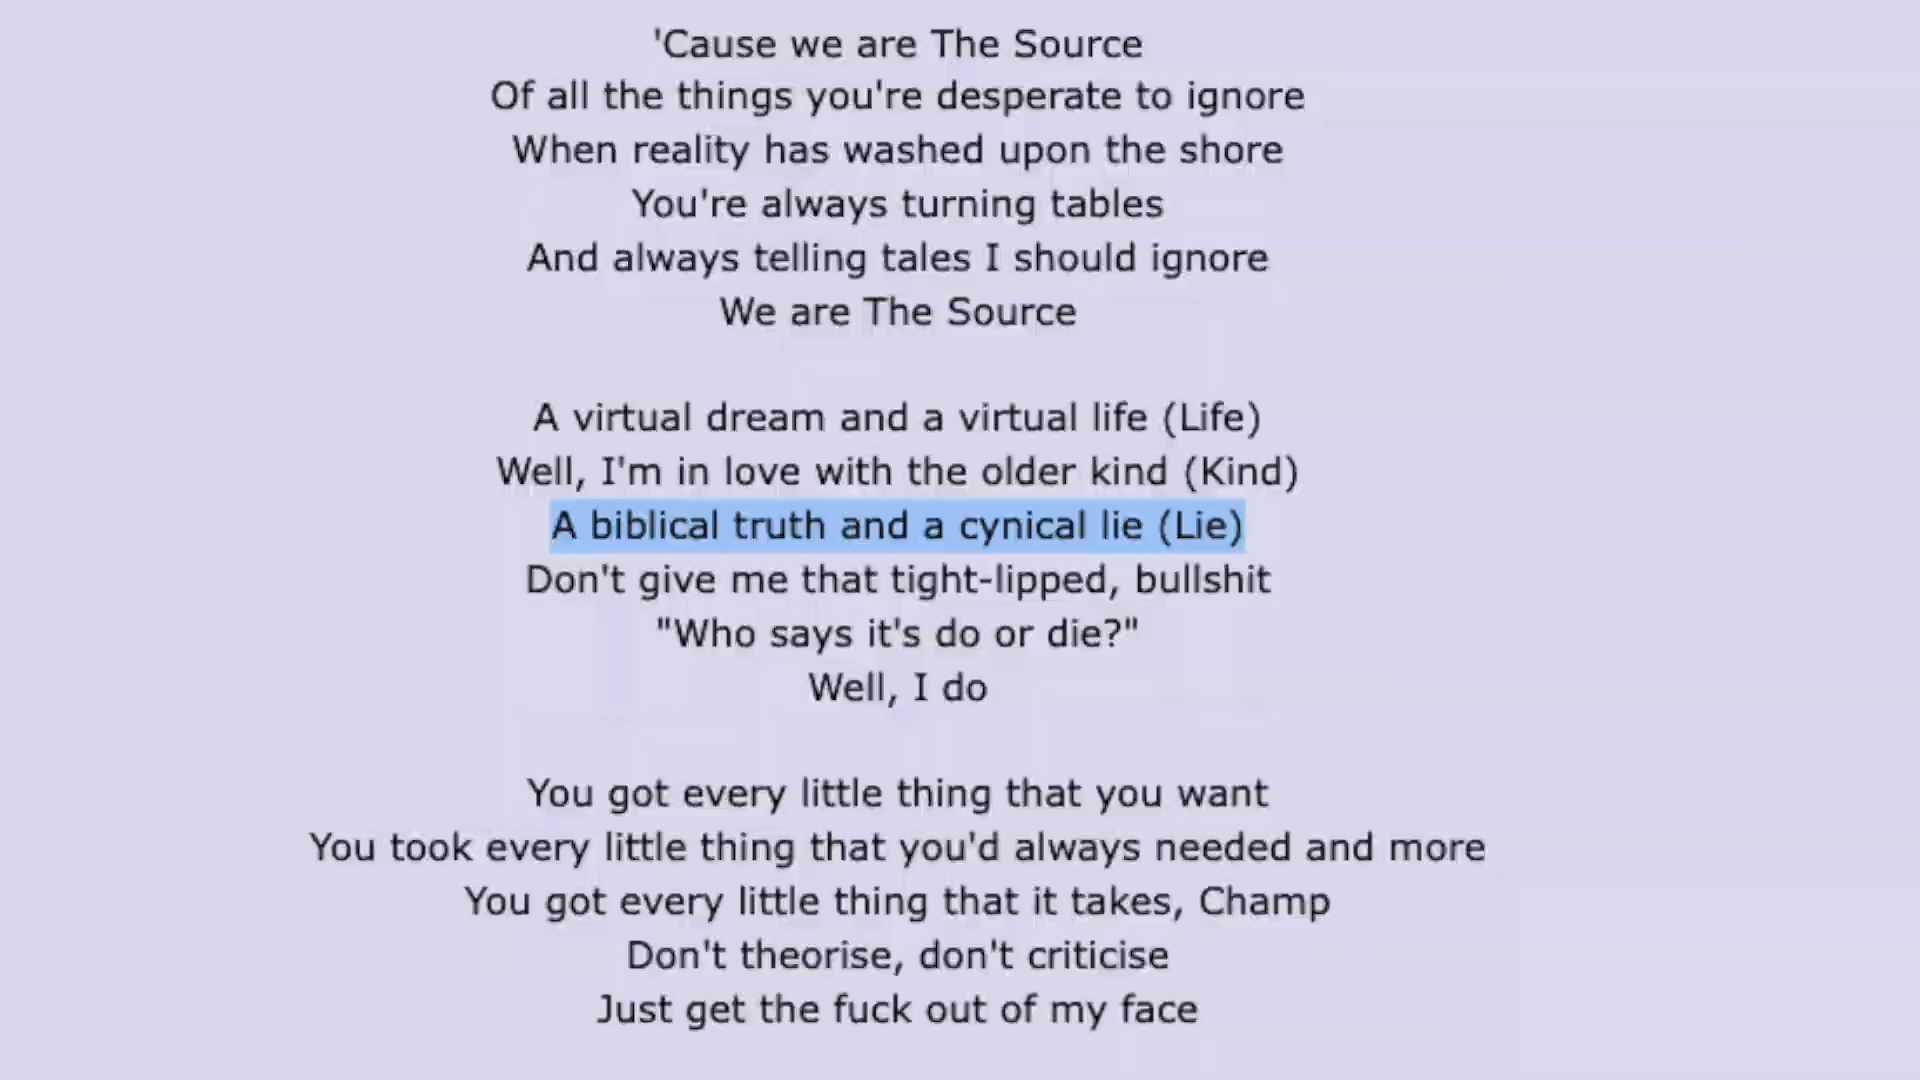 'Cause we are The Source
Of all the things you're desperate to ignore
When reality has washed upon the shore
You're always turning tables
And always telling tales I should ignore
We are The Source
A virtual dream and a virtual life (Life)
Well, I'm in love with the older kind (Kind)
A biblical truth and a cynical lie (Lie)
Don't give me that tight-lipped, bullshit
"Who says it's do or die?"
Well, I do
You got every little thing that you want
You took every little thing that you'd always needed and more
You got every little thing that it takes, Champ
Don't theorise, don't criticise
Just get the fuck out of my face